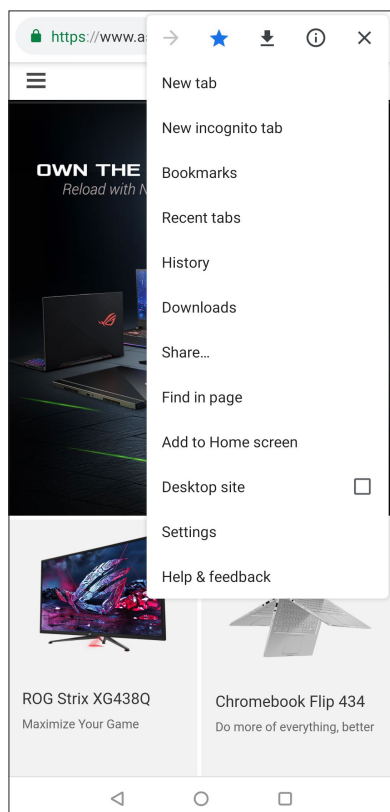 https://www.a
New tab
New incognito tab
Bookmarks
Recent tabs
History
Downloads
Share...
Find in page
Add to Home screen
Desktop site
Settings
Help & feedback
OWN THE
Reload with N
ROG Strix XG438Q
Maximize Your Game
Chromebook Flip 434
Do more of everything, better